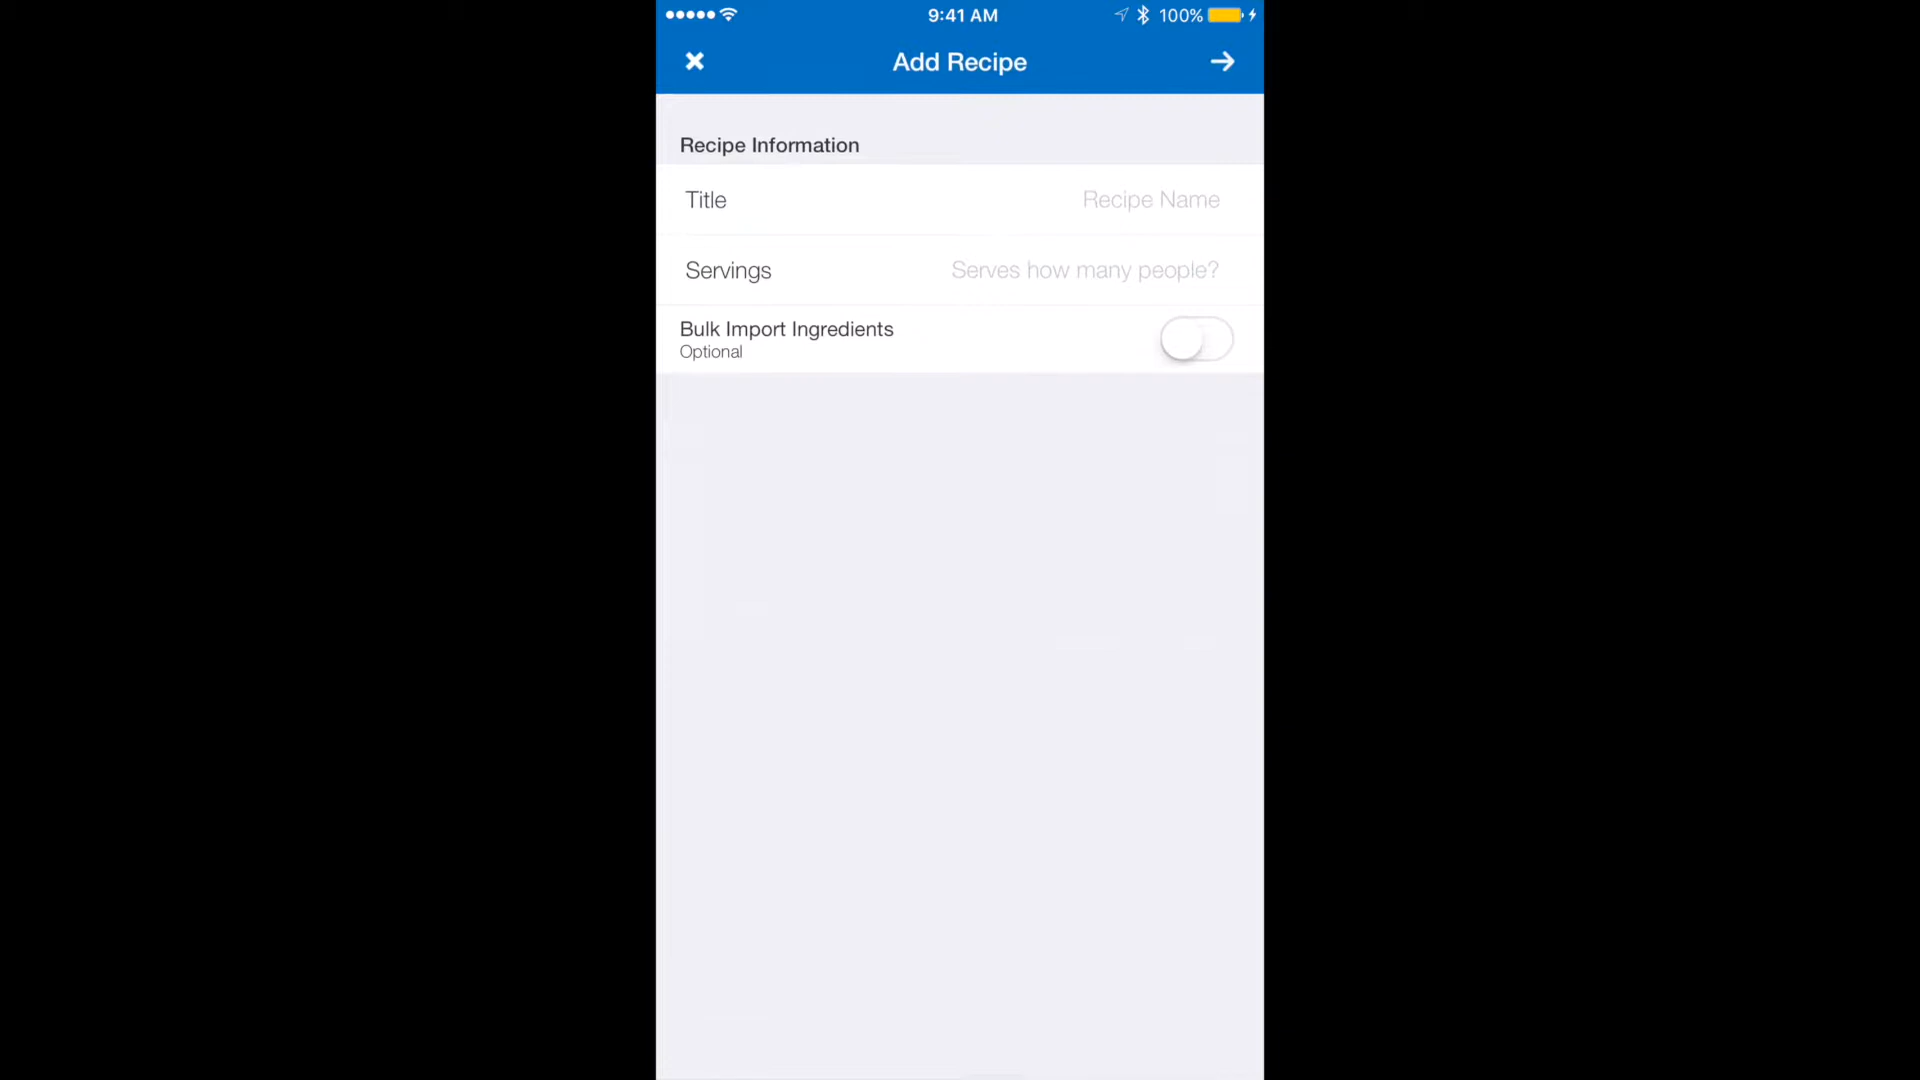 9:41 AM
100%
Add Recipe
Recipe Information
Title
Recipe Name
Servings
Serves how many people?
Bulk Import Ingredients
Optional